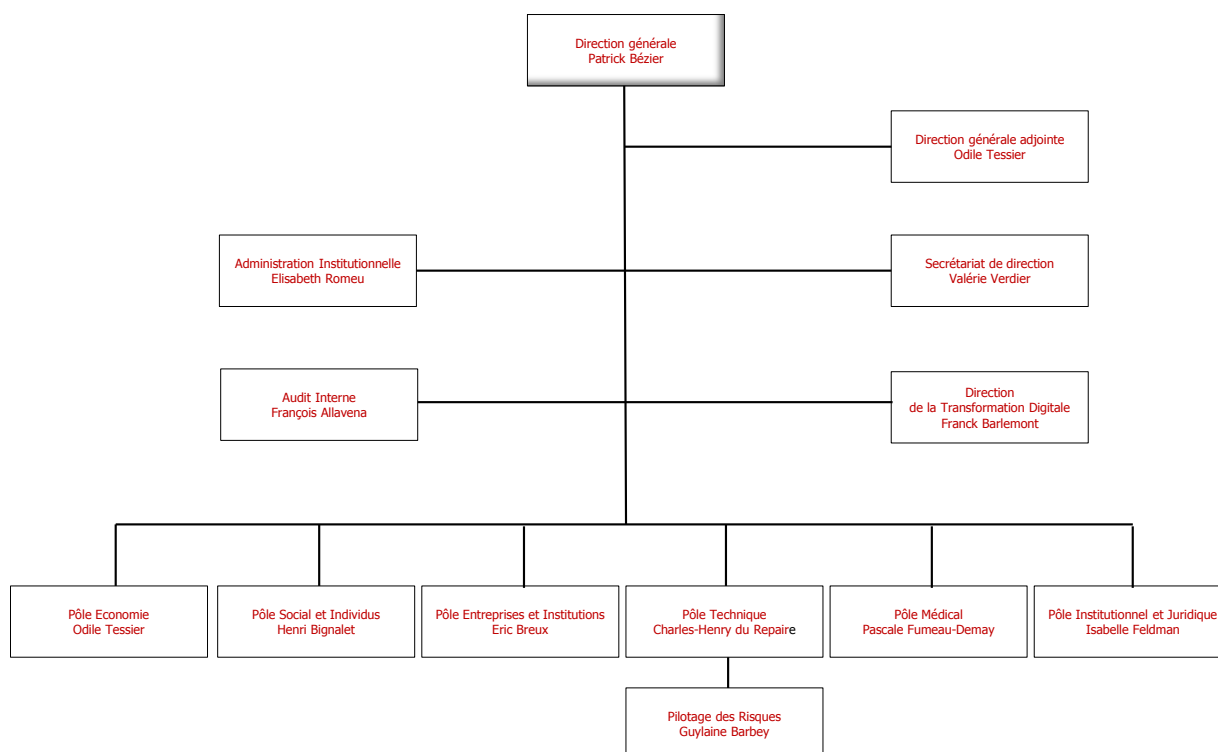 Direction générale
Patrick Bézier
Direction générale adjointe
Odile Tessier
Administration Institutionnelle
Elisabeth Romeu
Secrétariat de direction
Valérie Verdier
Audit Interne
François Allavena
Direction
de la Transformation Digitale
Franck Barlemont
Pôle Economie
Odile Tessier
Pôle Social et Individus
Henri Bignalet
Pôle Entreprises et Institutions
Eric Breux
Pôle Technique
Charles-Henry du Repaire
Pôle Médical
Pascale Fumeau-Demay
Pôle Institutionnel et Juridique
Isabelle Feldman
Pilotage des Risques
Guylaine Barbey